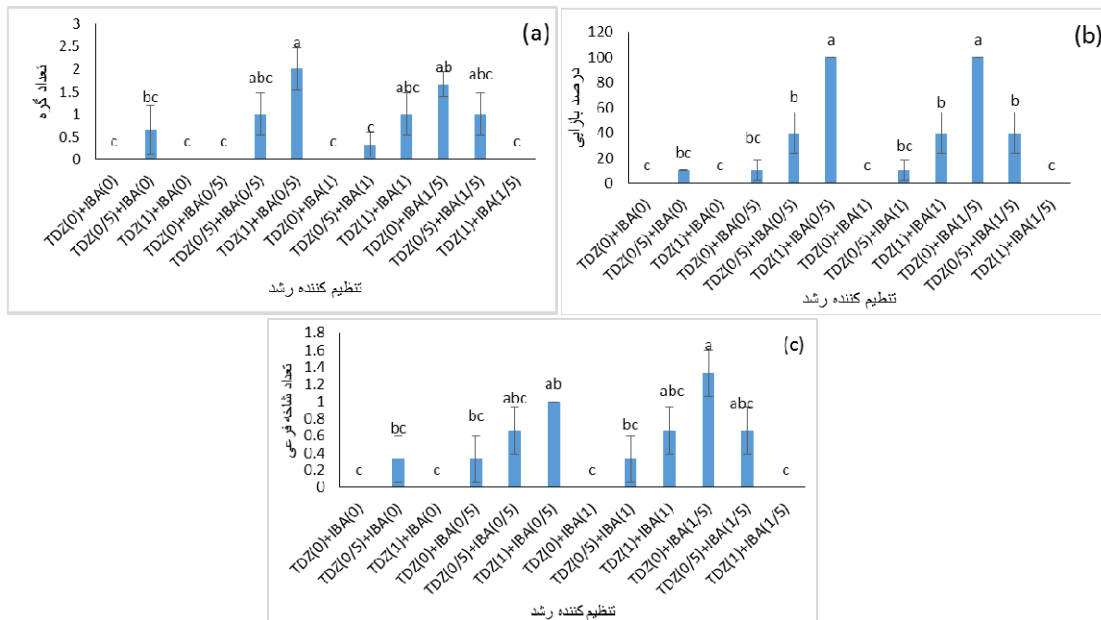 (a)
تعداد گره
3
2.5
2
1.5
1
0.5
0
c
bc
c
c
abc
a
c
c
abc
ab
abc
c
TDZ(0)+IBA(0)
TDZ(0/5)+IBA(0)
TDZ(1)+IBA(0)
TDZ(0)+IBA(0/5)
TDZ(0/5)+IBA(0/5)
TDZ(1)+IBA(0/5)
TDZ(0)+IBA(1)
TDZ(0/5)+IBA(1)
TDZ(1)+IBA(1)
TDZ(0)+IBA(1/5)
TDZ(0/5)+IBA(1/5)
TDZ(1)+IBA(1/5)
تنظیم کننده رشد
(b)
درصد بازایی
120
100
80
60
40
20
0
c
bc
c
bc
b
a
c
bc
b
a
b
c
TDZ(0)+IBA(0)
TDZ(0/5)+IBA(0)
TDZ(1)+IBA(0)
TDZ(0)+IBA(0/5)
TDZ(0/5)+IBA(0/5)
TDZ(1)+IBA(0/5)
TDZ(0)+IBA(1)
TDZ(0/5)+IBA(1)
TDZ(1)+IBA(1)
TDZ(0)+IBA(1/5)
TDZ(0/5)+IBA(1/5)
TDZ(1)+IBA(1/5)
تنظیم کننده رشد
(c)
تعداد شاخه فرعی
1.8
1.6
1.4
1.2
1
0.8
0.6
0.4
0.2
0
c
bc
c
bc
abc
ab
c
bc
abc
a
abc
c
TDZ(0)+IBA(0)
TDZ(0/5)+IBA(0)
TDZ(1)+IBA(0)
TDZ(0)+IBA(0/5)
TDZ(0/5)+IBA(0/5)
TDZ(1)+IBA(0/5)
TDZ(0)+IBA(1)
TDZ(0/5)+IBA(1)
TDZ(1)+IBA(1)
TDZ(0)+IBA(1/5)
TDZ(0/5)+IBA(1/5)
TDZ(1)+IBA(1/5)
تنظیم کننده رشد